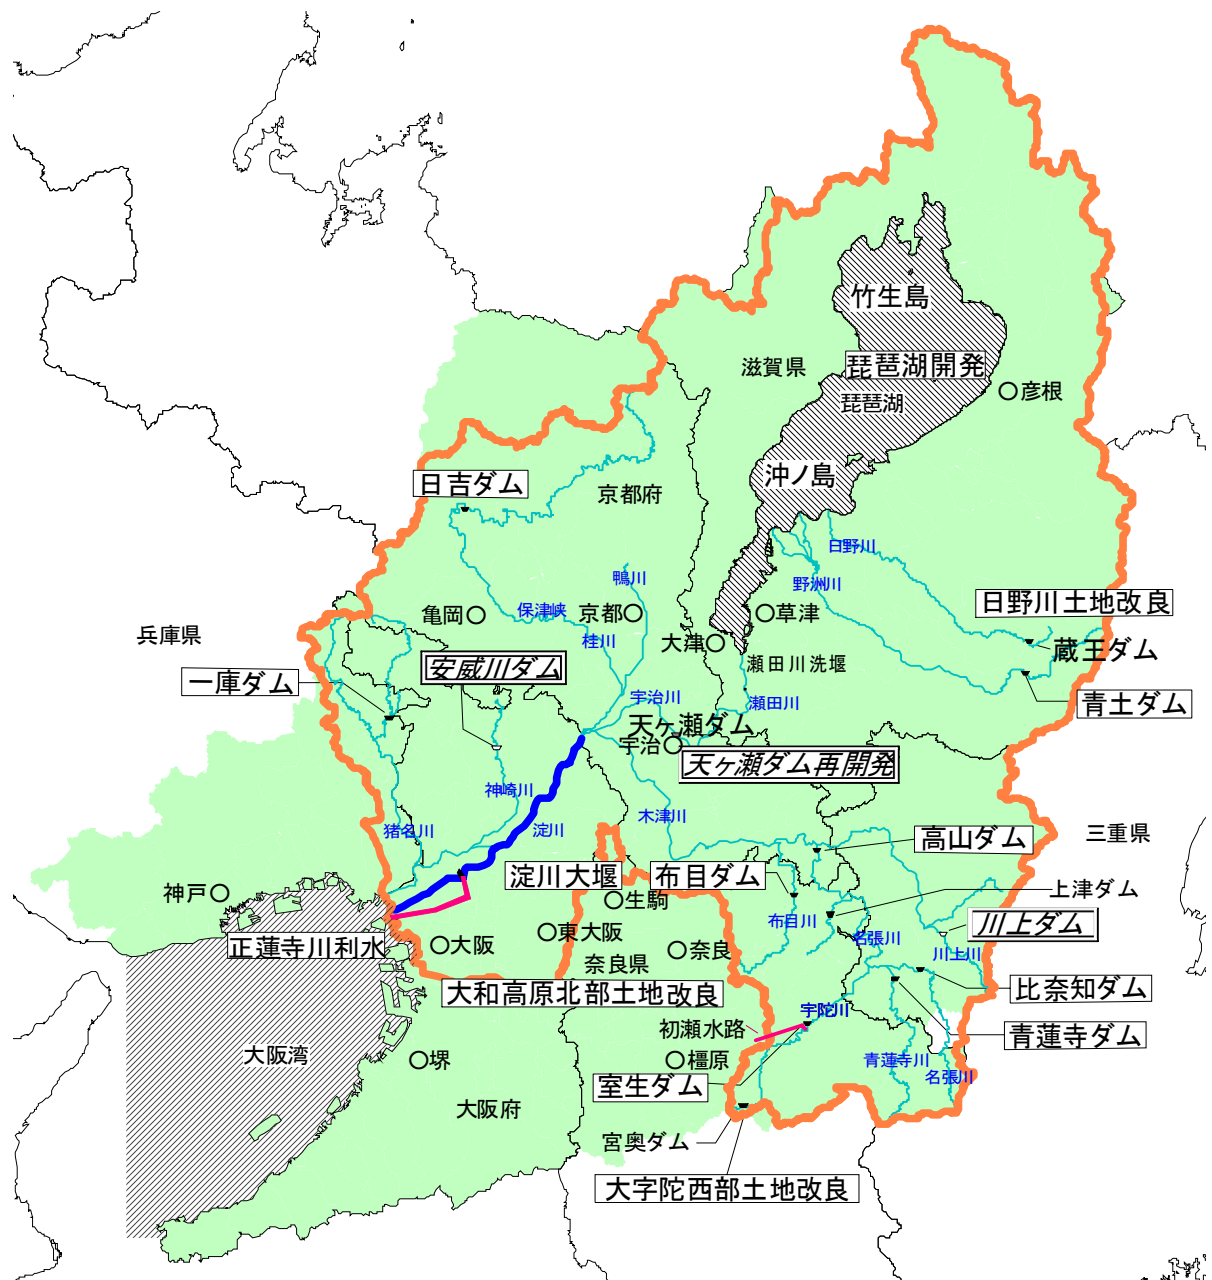 竹生島
滋賀県
琵琶湖開発
彦根
琵琶湖
日吉ダム
沖ノ島
京都府
日野川
鴨川
野洲川
日野川土地改良
亀岡
保津峡
京都
草津
兵庫県
桂川
大津
蔵王ダム
安威川ダム
瀬田川洗堰
一庫ダム
宇治川
瀬田川
青土ダム
天ヶ瀬ダム
宇治
天ヶ瀬ダム再開発
神崎川
木津川
猪名川
淀川
三重県
高山ダム
淀川大堰
布目ダム
神戸
生駒
上津ダム
布目川
川上ダム
東大阪
名張川
正蓮寺川利水
大阪
奈良
川上川
奈良県
大和高原北部土地改良
比奈知ダム
宇陀川
初瀬水路
青蓮寺ダム
大阪湾
堺
橿原
青蓮寺川
名張川
室生ダム
大阪府
宮奥ダム
大字陀西部土地改良